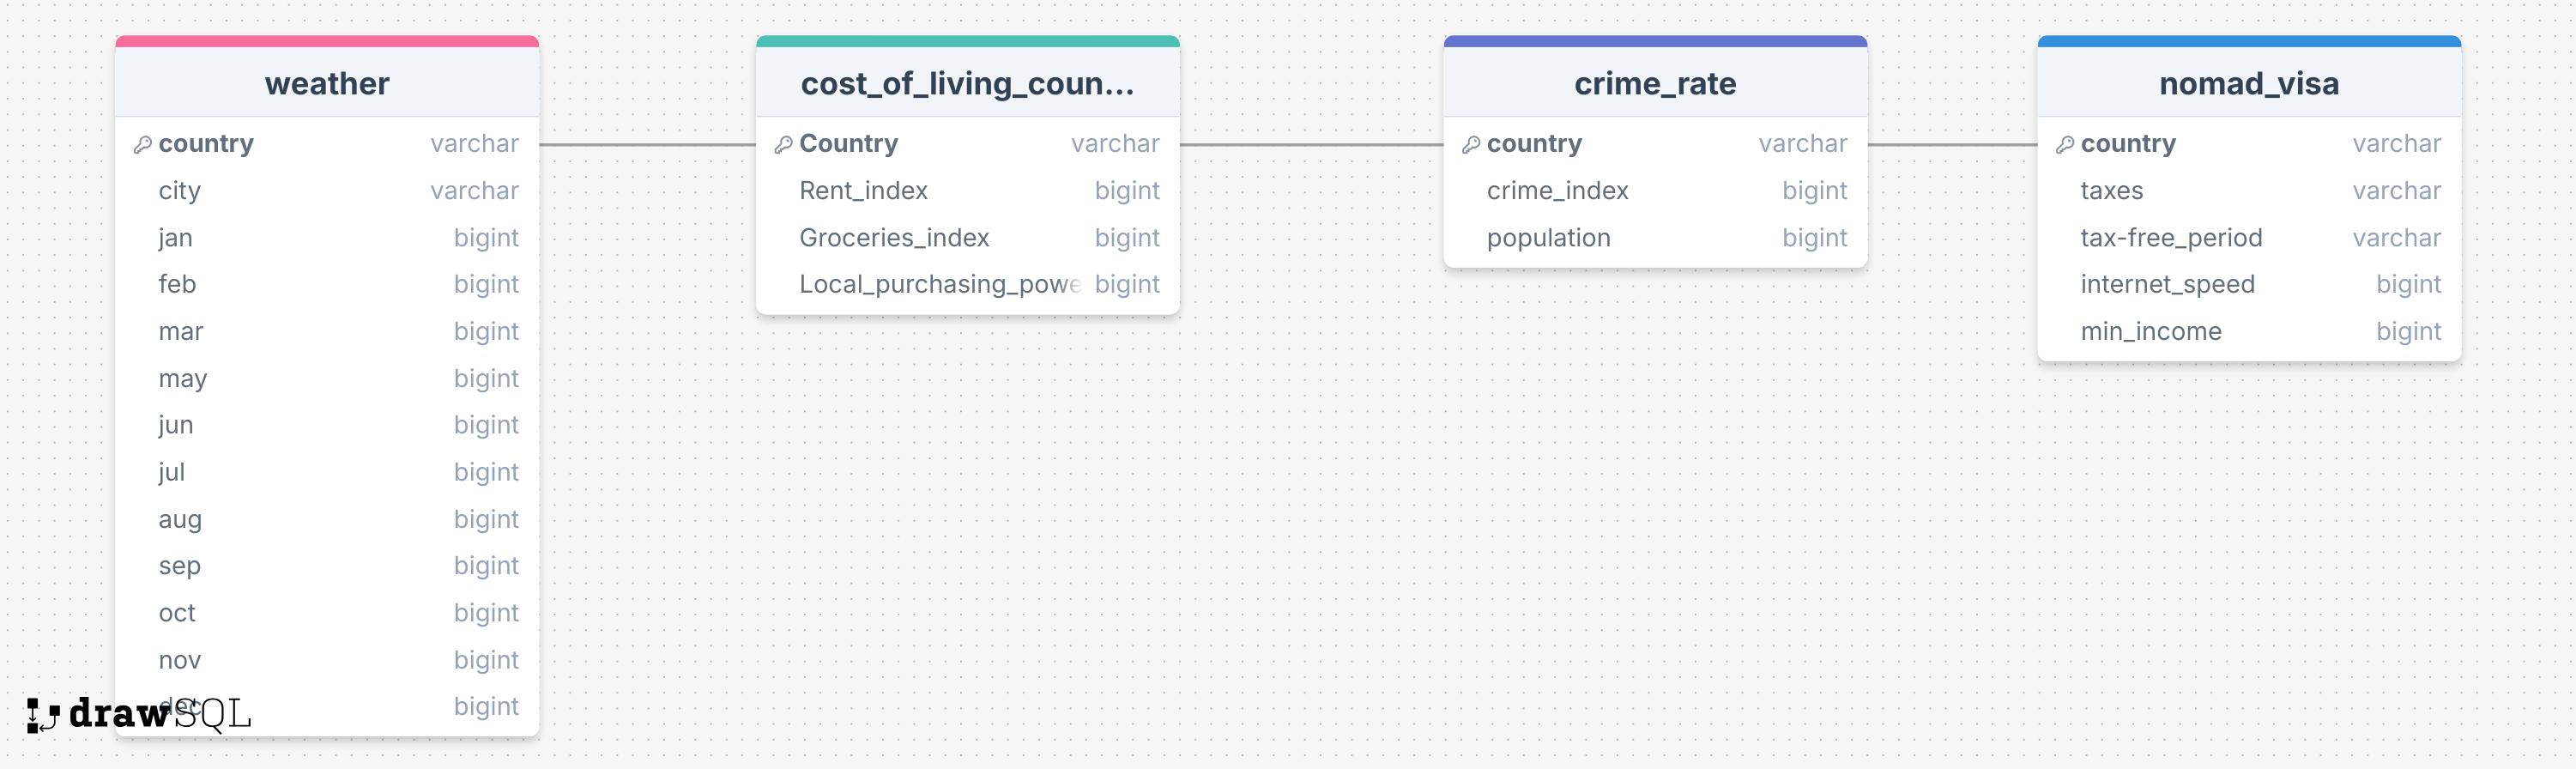 weather
country varchar
city varchar
jan bigint
feb bigint
mar bigint
may bigint
jun bigint
jul bigint
aug bigint
sep bigint
oct bigint
nov bigint
dec bigint
drawSQL
cost_of_living_coun...
Country varchar
Rent_index bigint
Groceries_index bigint
Local_purchasing_powe bigint
crime_rate
country varchar
crime_index bigint
population bigint
nomad_visa
country varchar
taxes varchar
tax-free_period varchar
internet_speed bigint
min_income bigint